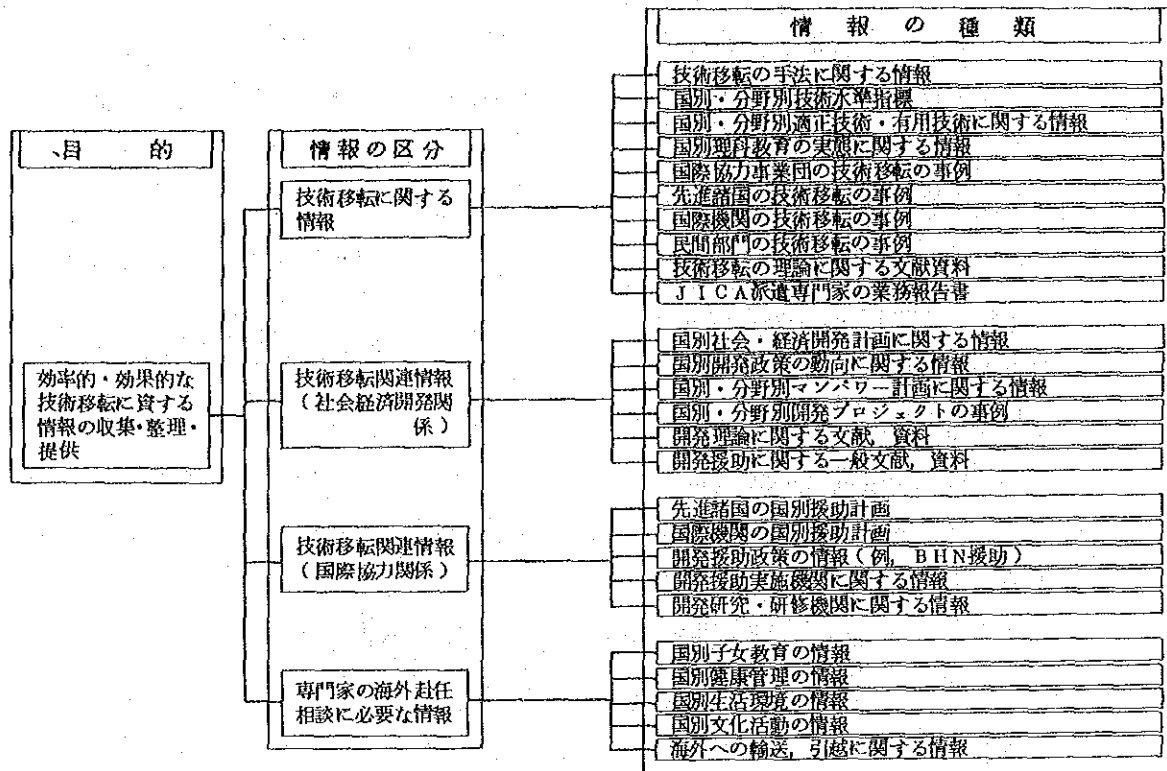 目的
効率的・効果的な
技術移転に資する
情報の収集・整理・
提供
情報の区分
技術移転に関する
情報
技術移転関連情報
（社会経済開発関
係）
技術移転関連情報
（国際協力関係）
専門家の海外赴任
相談に必要な情報
情報の種類
技術移転の手法に関する情報
国別・分野別技術水準指標
国別・分野別適正技術・有用技術に関する情報
国別理科教育の実態に関する情報
国際協力事業団の技術移転の事例
先進諸国の技術移転の事例
国際機関の技術移転の事例
民間部門の技術移転の事例
技術移転の理論に関する文献資料
JICA派遣専門家の業務報告書
国別社会・経済開発計画に関する情報
国別開発政策の動向に関する情報
国別・分野別マンパワー計画に関する情報
国別・分野別開発プロジェクトの事例
開発理論に関する文献，資料
開発援助に関する一般文献，資料
先進諸国の国別援助計画
国際機関の国別援助計画
開発援助政策の情報（例，BHN援助）
開発援助実施機関に関する情報
開発研究・研修機関に関する情報
国別子女教育の情報
国別健康管理の情報
国別生活環境の情報
国別文化活動の情報
海外への輸送，引越に関する情報